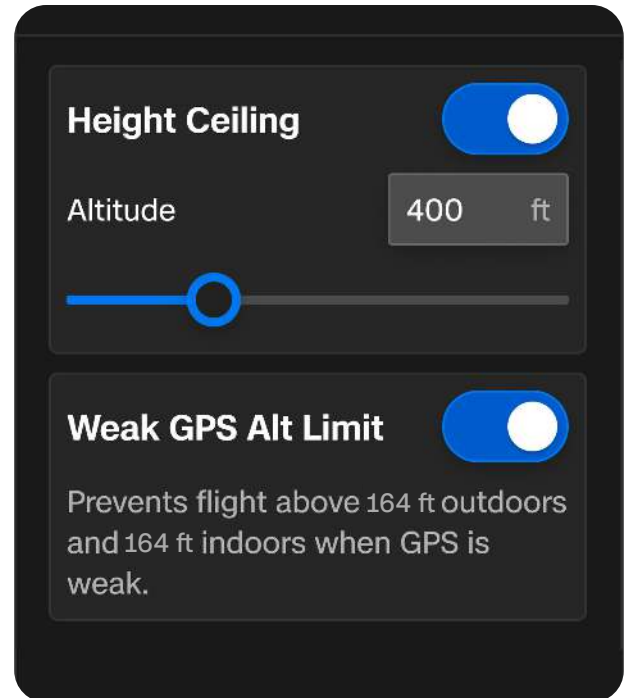 Height Ceiling
Altitude 400 ft
Weak GPS Alt Limit
Prevents flight above 164 ft outdoors
and 164 ft indoors when GPS is
weak.